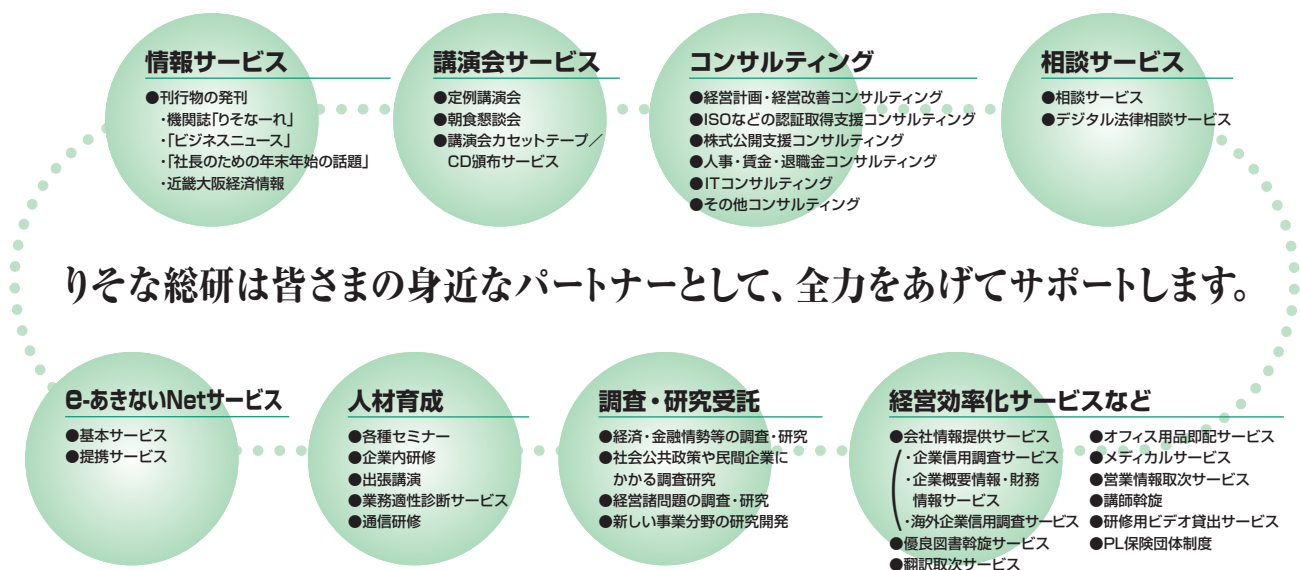 情報サービス
●刊行物の発刊
・機関誌「りそなーれ」
・「ビジネスニュース」
・「社長のための年末年始の話題」
・近畿大阪経済情報
講演会サービス
●定例講演会
●朝食懇談会
●講演会カセットテープ／
CD頒布サービス
コンサルティング
●経営計画・経営改善コンサルティング
●ISOなどの認証取得支援コンサルティング
●株式公開支援コンサルティング
●人事・賃金・退職金コンサルティング
●ITコンサルティング
●その他コンサルティング
相談サービス
●相談サービス
●デジタル法律相談サービス
りそな総研は皆さまの身近なパートナーとして、全力をあげてサポートします。
e-あきないNetサービス
●基本サービス
●提携サービス
人材育成
●各種セミナー
●企業内研修
●出張講演
●業務適性診断サービス
●通信研修
調査・研究受託
●経済・金融情勢等の調査・研究
●社会公共政策や民間企業に
かかる調査研究
●経営諸問題の調査・研究
●新しい事業分野の研究開発
経営効率化サービスなど
●会社情報提供サービス
・企業信用調査サービス
・企業概要情報・財務
情報サービス
・海外企業信用調査サービス
●優良図書斡旋サービス
●翻訳取次サービス
●オフィス用品即配サービス
●メディカルサービス
●営業情報取次サービス
●講師斡旋
●研修用ビデオ貸出サービス
●PL保険団体制度